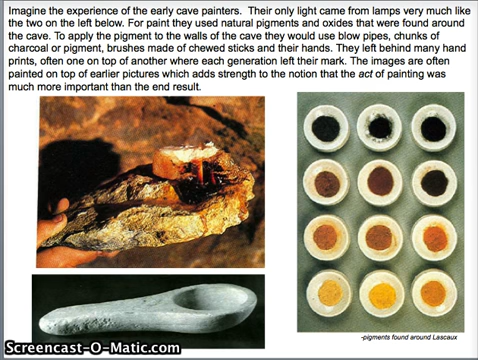 Imagine the experience of the early cave painters.  Their only light came from lamps very much like
the two on the left below. For paint they used natural pigments and oxides that were found around
the cave. To apply the pigment to the walls of the cave they would use blow pipes, chunks of
charcoal or pigment, brushes made of chewed sticks and their hands. They left behind many hand
prints, often one on top of another where each generation left their mark. The images are often
painted on top of earlier pictures which adds strength to the notion that the act of painting was
much more important than the end result.
-pigments found around Lascaux
Screencast-O-Matic.com